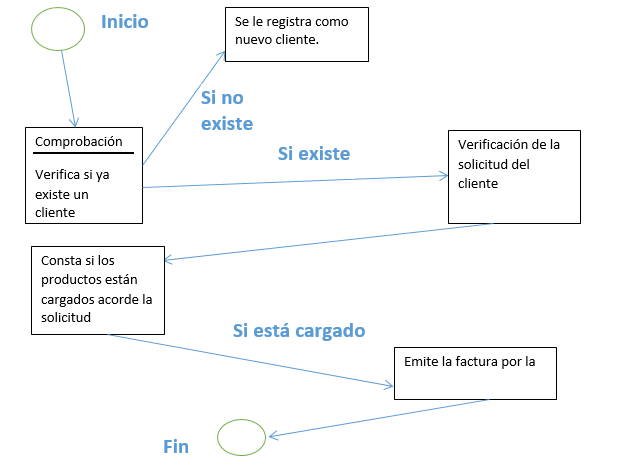 Inicio
Se le registra como
nuevo cliente.
Si no
existe
Comprobación
Verifica si ya
existe un
cliente
Si existe
Verificación de la
solicitud del
cliente
Consta si los
productos están
cargados acorde la
solicitud
Si está cargado
Emite la factura por la
Fin